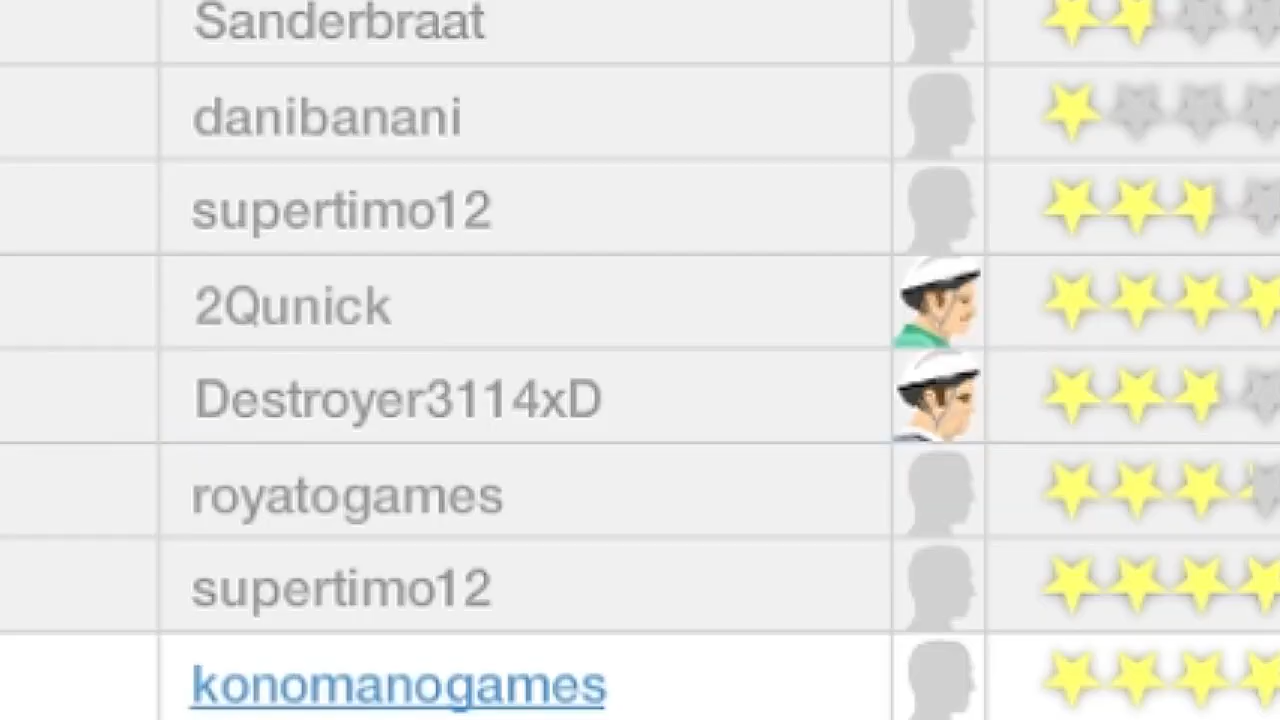 Sanderbraat
danibanani
supertimo12
2Qunick
Destroyer3114xD
royatogames
supertimo12
konomanogames